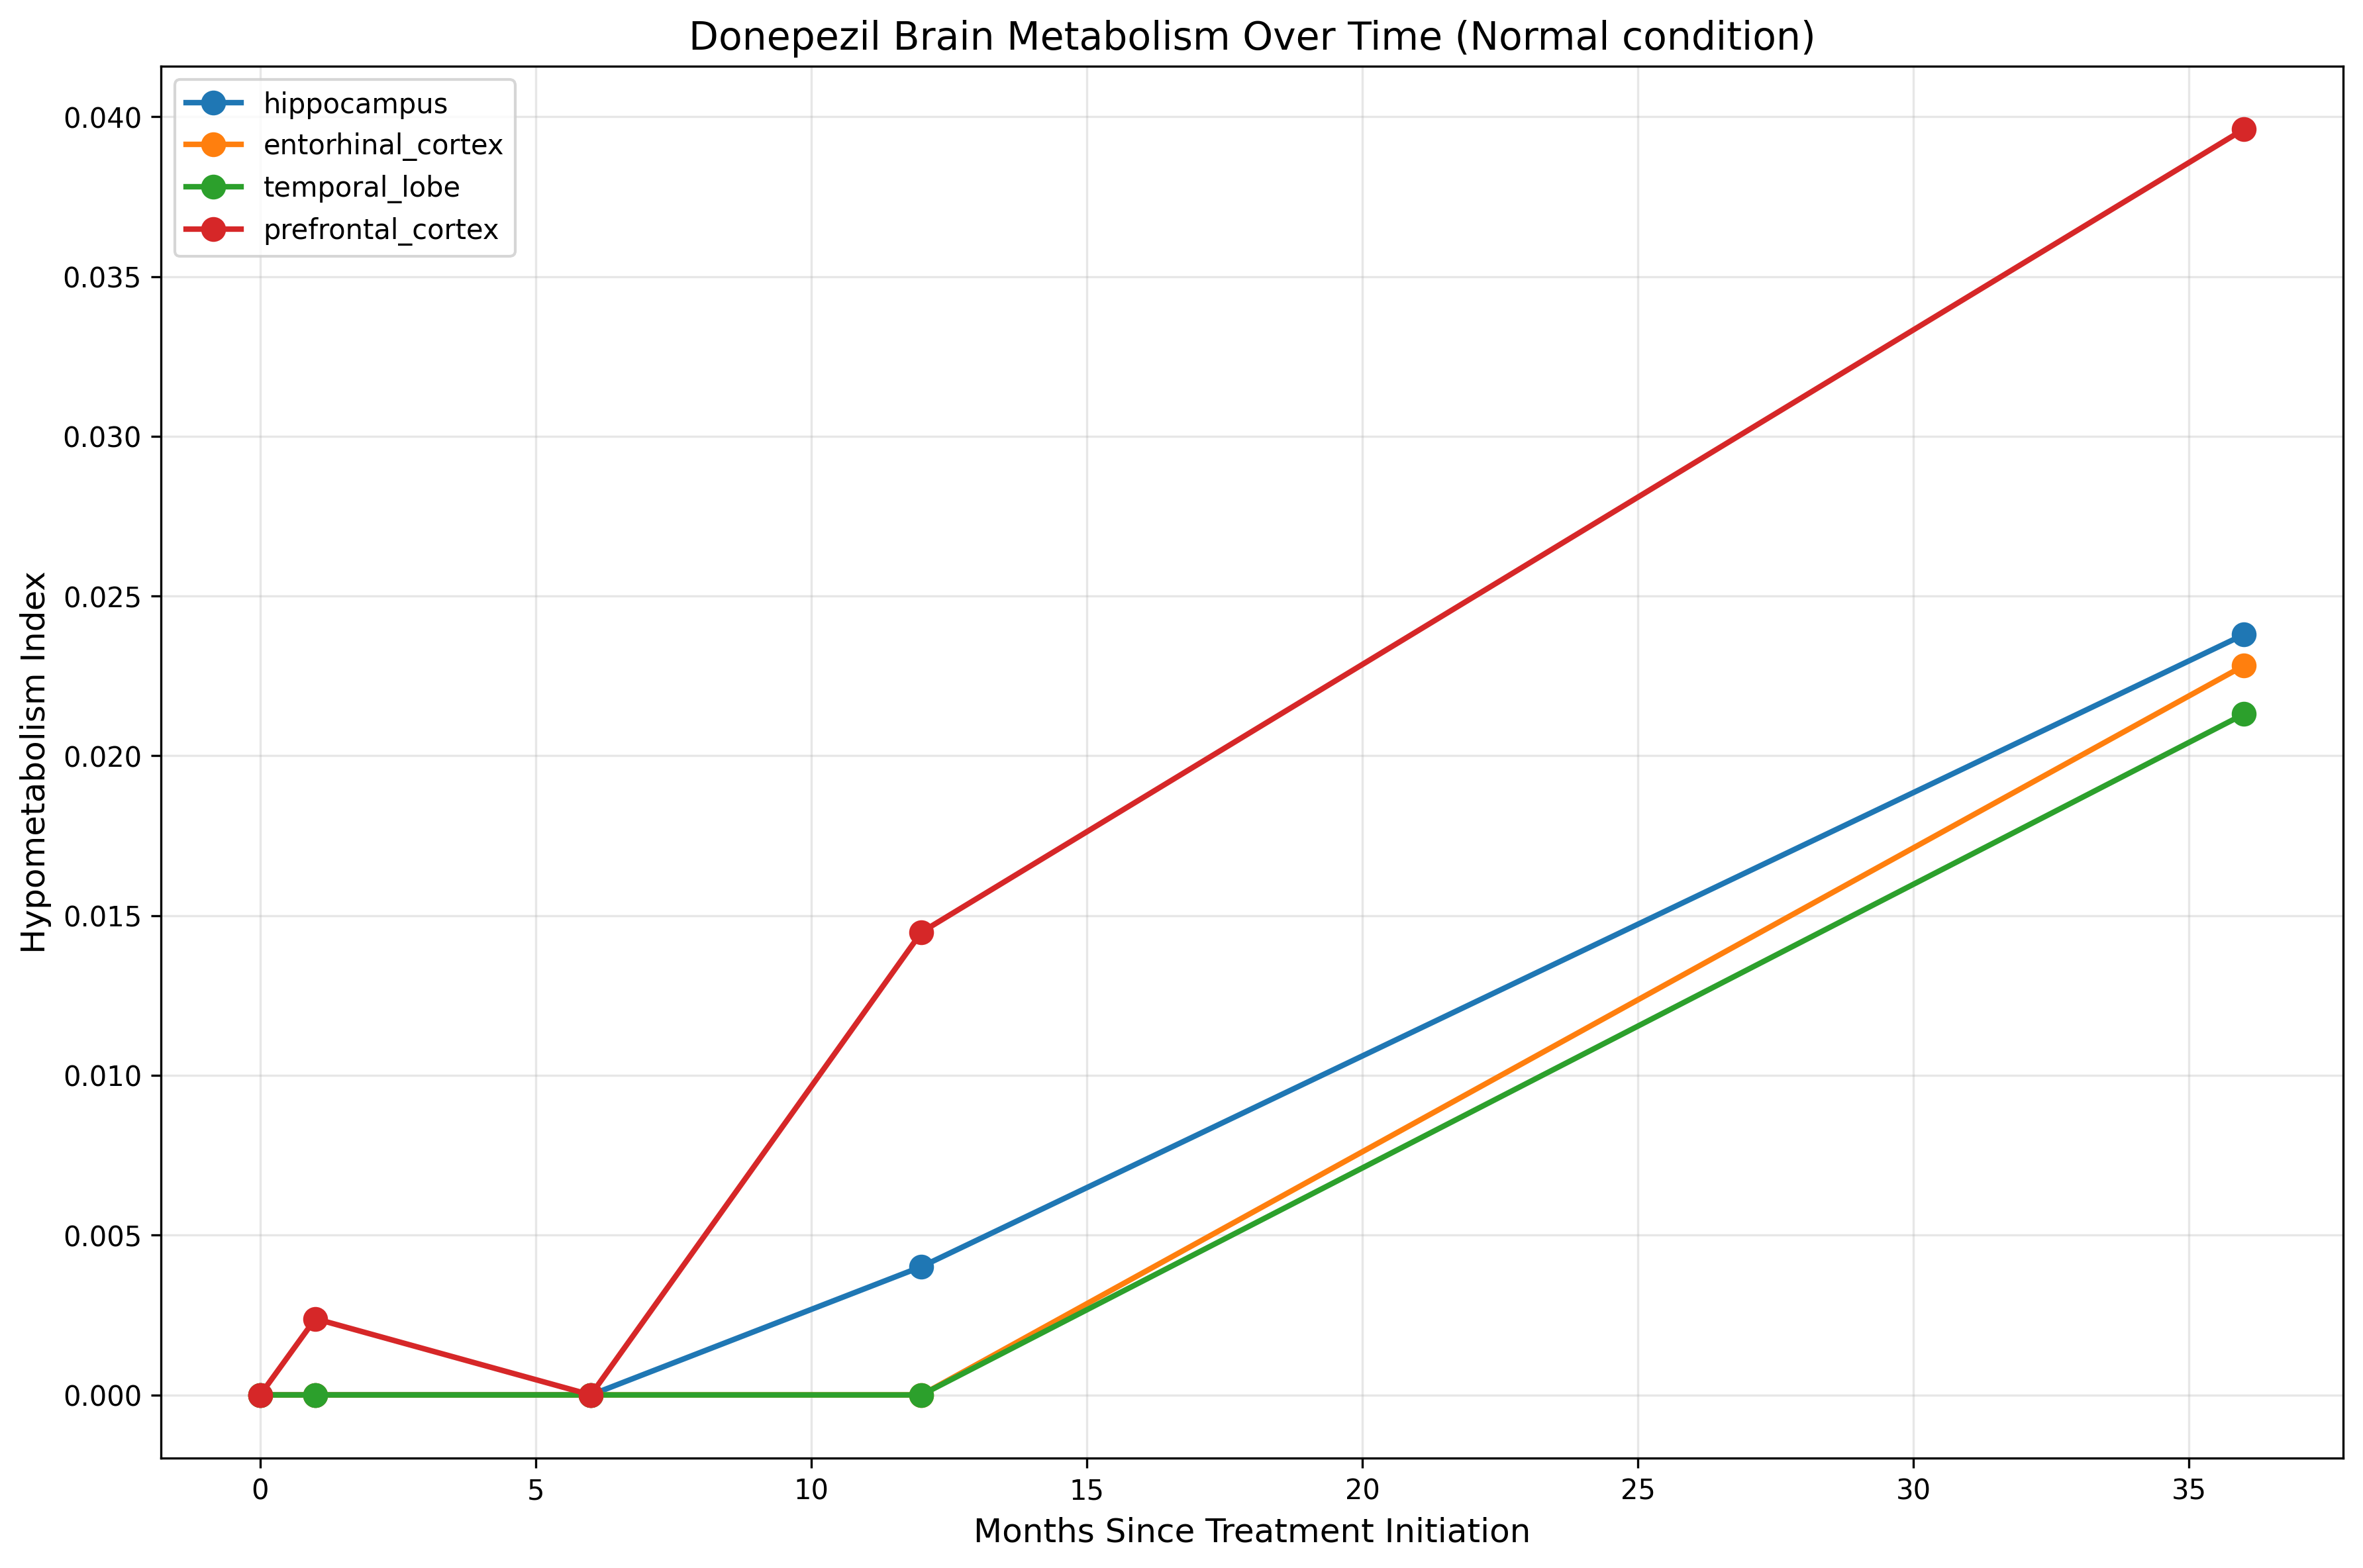 Donepezil Brain Metabolism Over Time (Normal condition)
hippocampus
entorhinal_cortex
temporal_lobe
prefrontal_cortex
0.040
0.035
0.030
0.025
0.020
0.015
0.010
0.005
0.000
Hypometabolism Index
0 5 10 15 20 25 30 35
Months Since Treatment Initiation